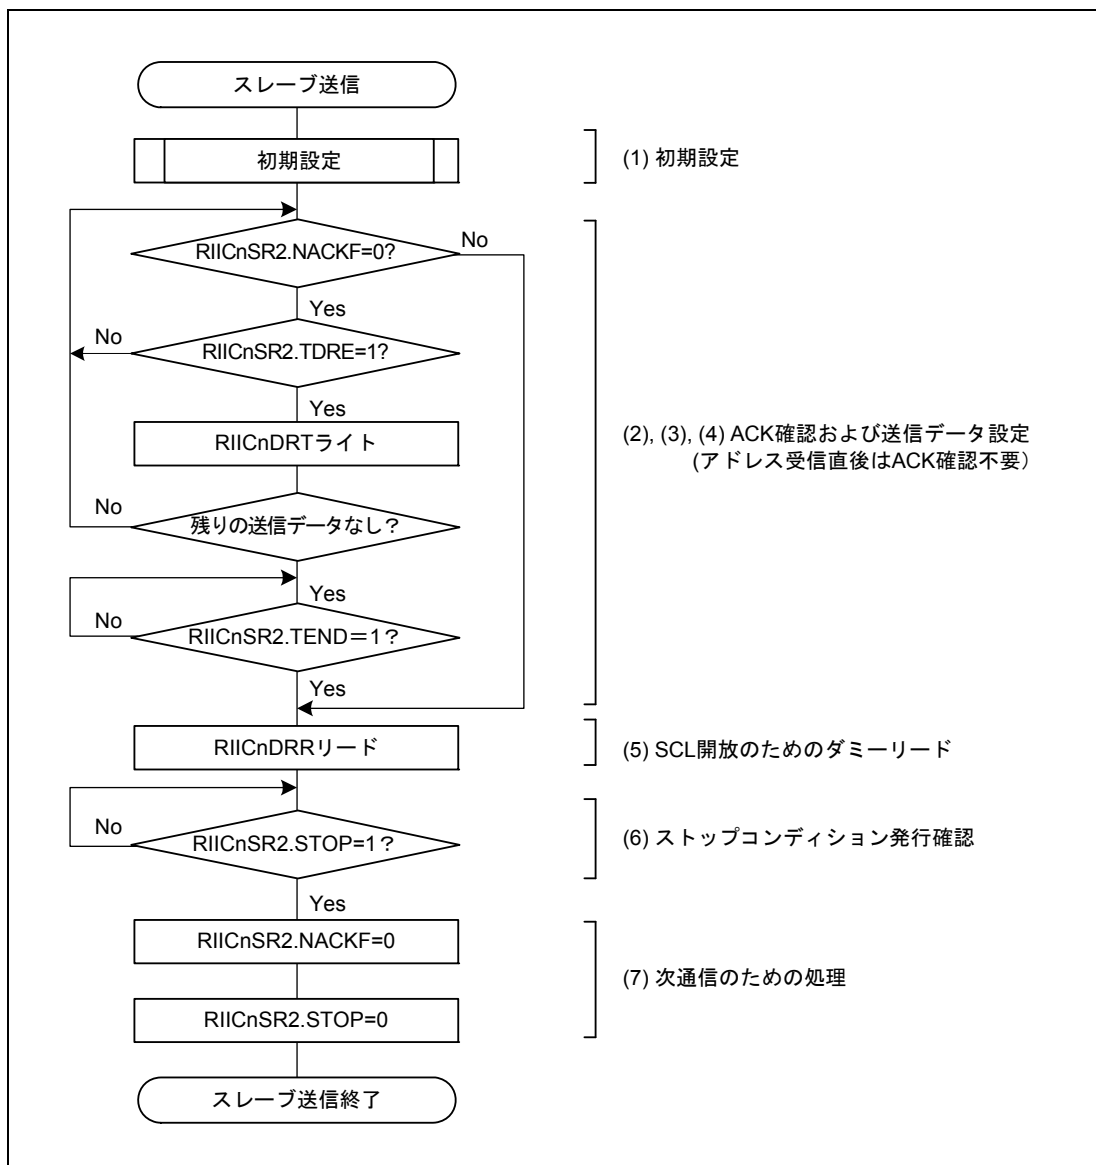 スレーブ送信
初期設定
(1) 初期設定
RIICnSR2.NACKF=0?
No
Yes
No
RIICnSR2.TDRE=1?
Yes
RIICnDRTライト
(2), (3), (4) ACK確認および送信データ設定
(アドレス受信直後はACK確認不要）
No
残りの送信データなし？
Yes
No
RIICnSR2.TEND＝1？
Yes
RIICnDRRリード
(5) SCL開放のためのダミーリード
No
RIICnSR2.STOP=1？
(6) ストップコンディション発行確認
Yes
RIICnSR2.NACKF=0
(7) 次通信のための処理
RIICnSR2.STOP=0
スレーブ送信終了